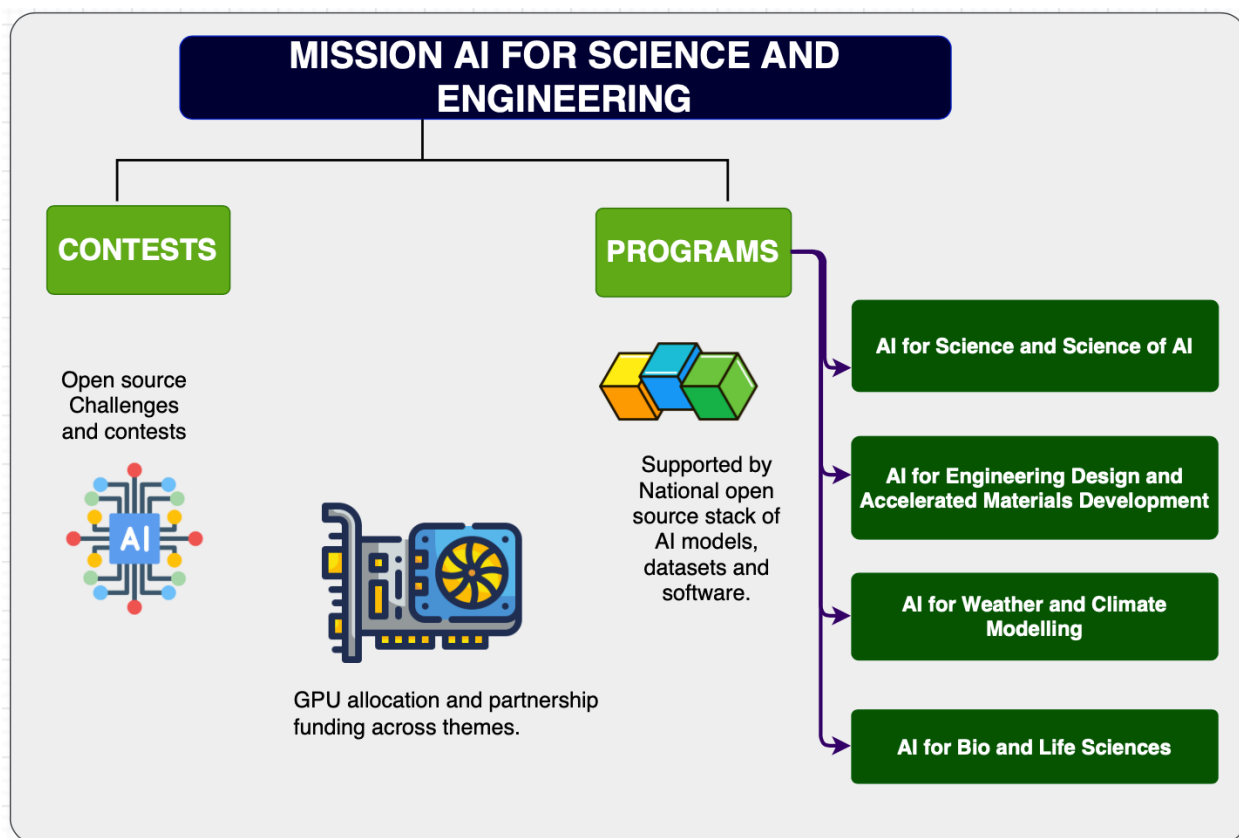 MISSION AI FOR SCIENCE AND
ENGINEERING
CONTESTS
PROGRAMS
Open source
Challenges
and contests
AI
GPU allocation and partnership
funding across themes.
Supported by
National open
source stack of
AI models,
datasets and
software.
AI for Science and Science of AI
AI for Engineering Design and
Accelerated Materials Development
AI for Weather and Climate
Modelling
AI for Bio and Life Sciences